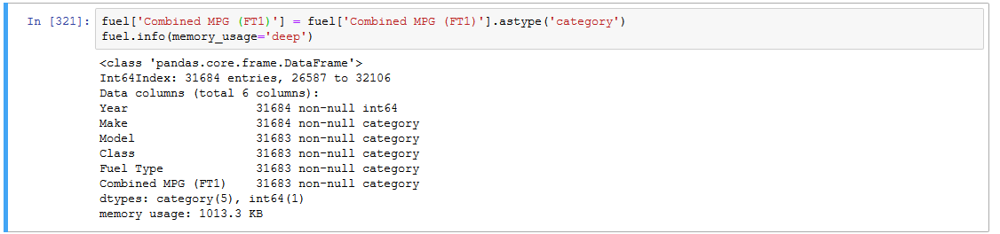 In [321]: fuel['Combined MPG (FT1)'] = fuel['Combined MPG (FT1)'].astype('category')
fuel.info(memory_usage='deep')
<class 'pandas.core.frame.DataFrame'>
Int64Index: 31684 entries, 26587 to 32106
Data columns (total 6 columns):
Year 31684 non-null int64
Make 31684 non-null category
Model 31683 non-null category
Class 31683 non-null category
Fuel Type 31683 non-null category
Combined MPG (FT1) 31683 non-null category
dtypes: category(5), int64(1)
memory usage: 1013.3 KB